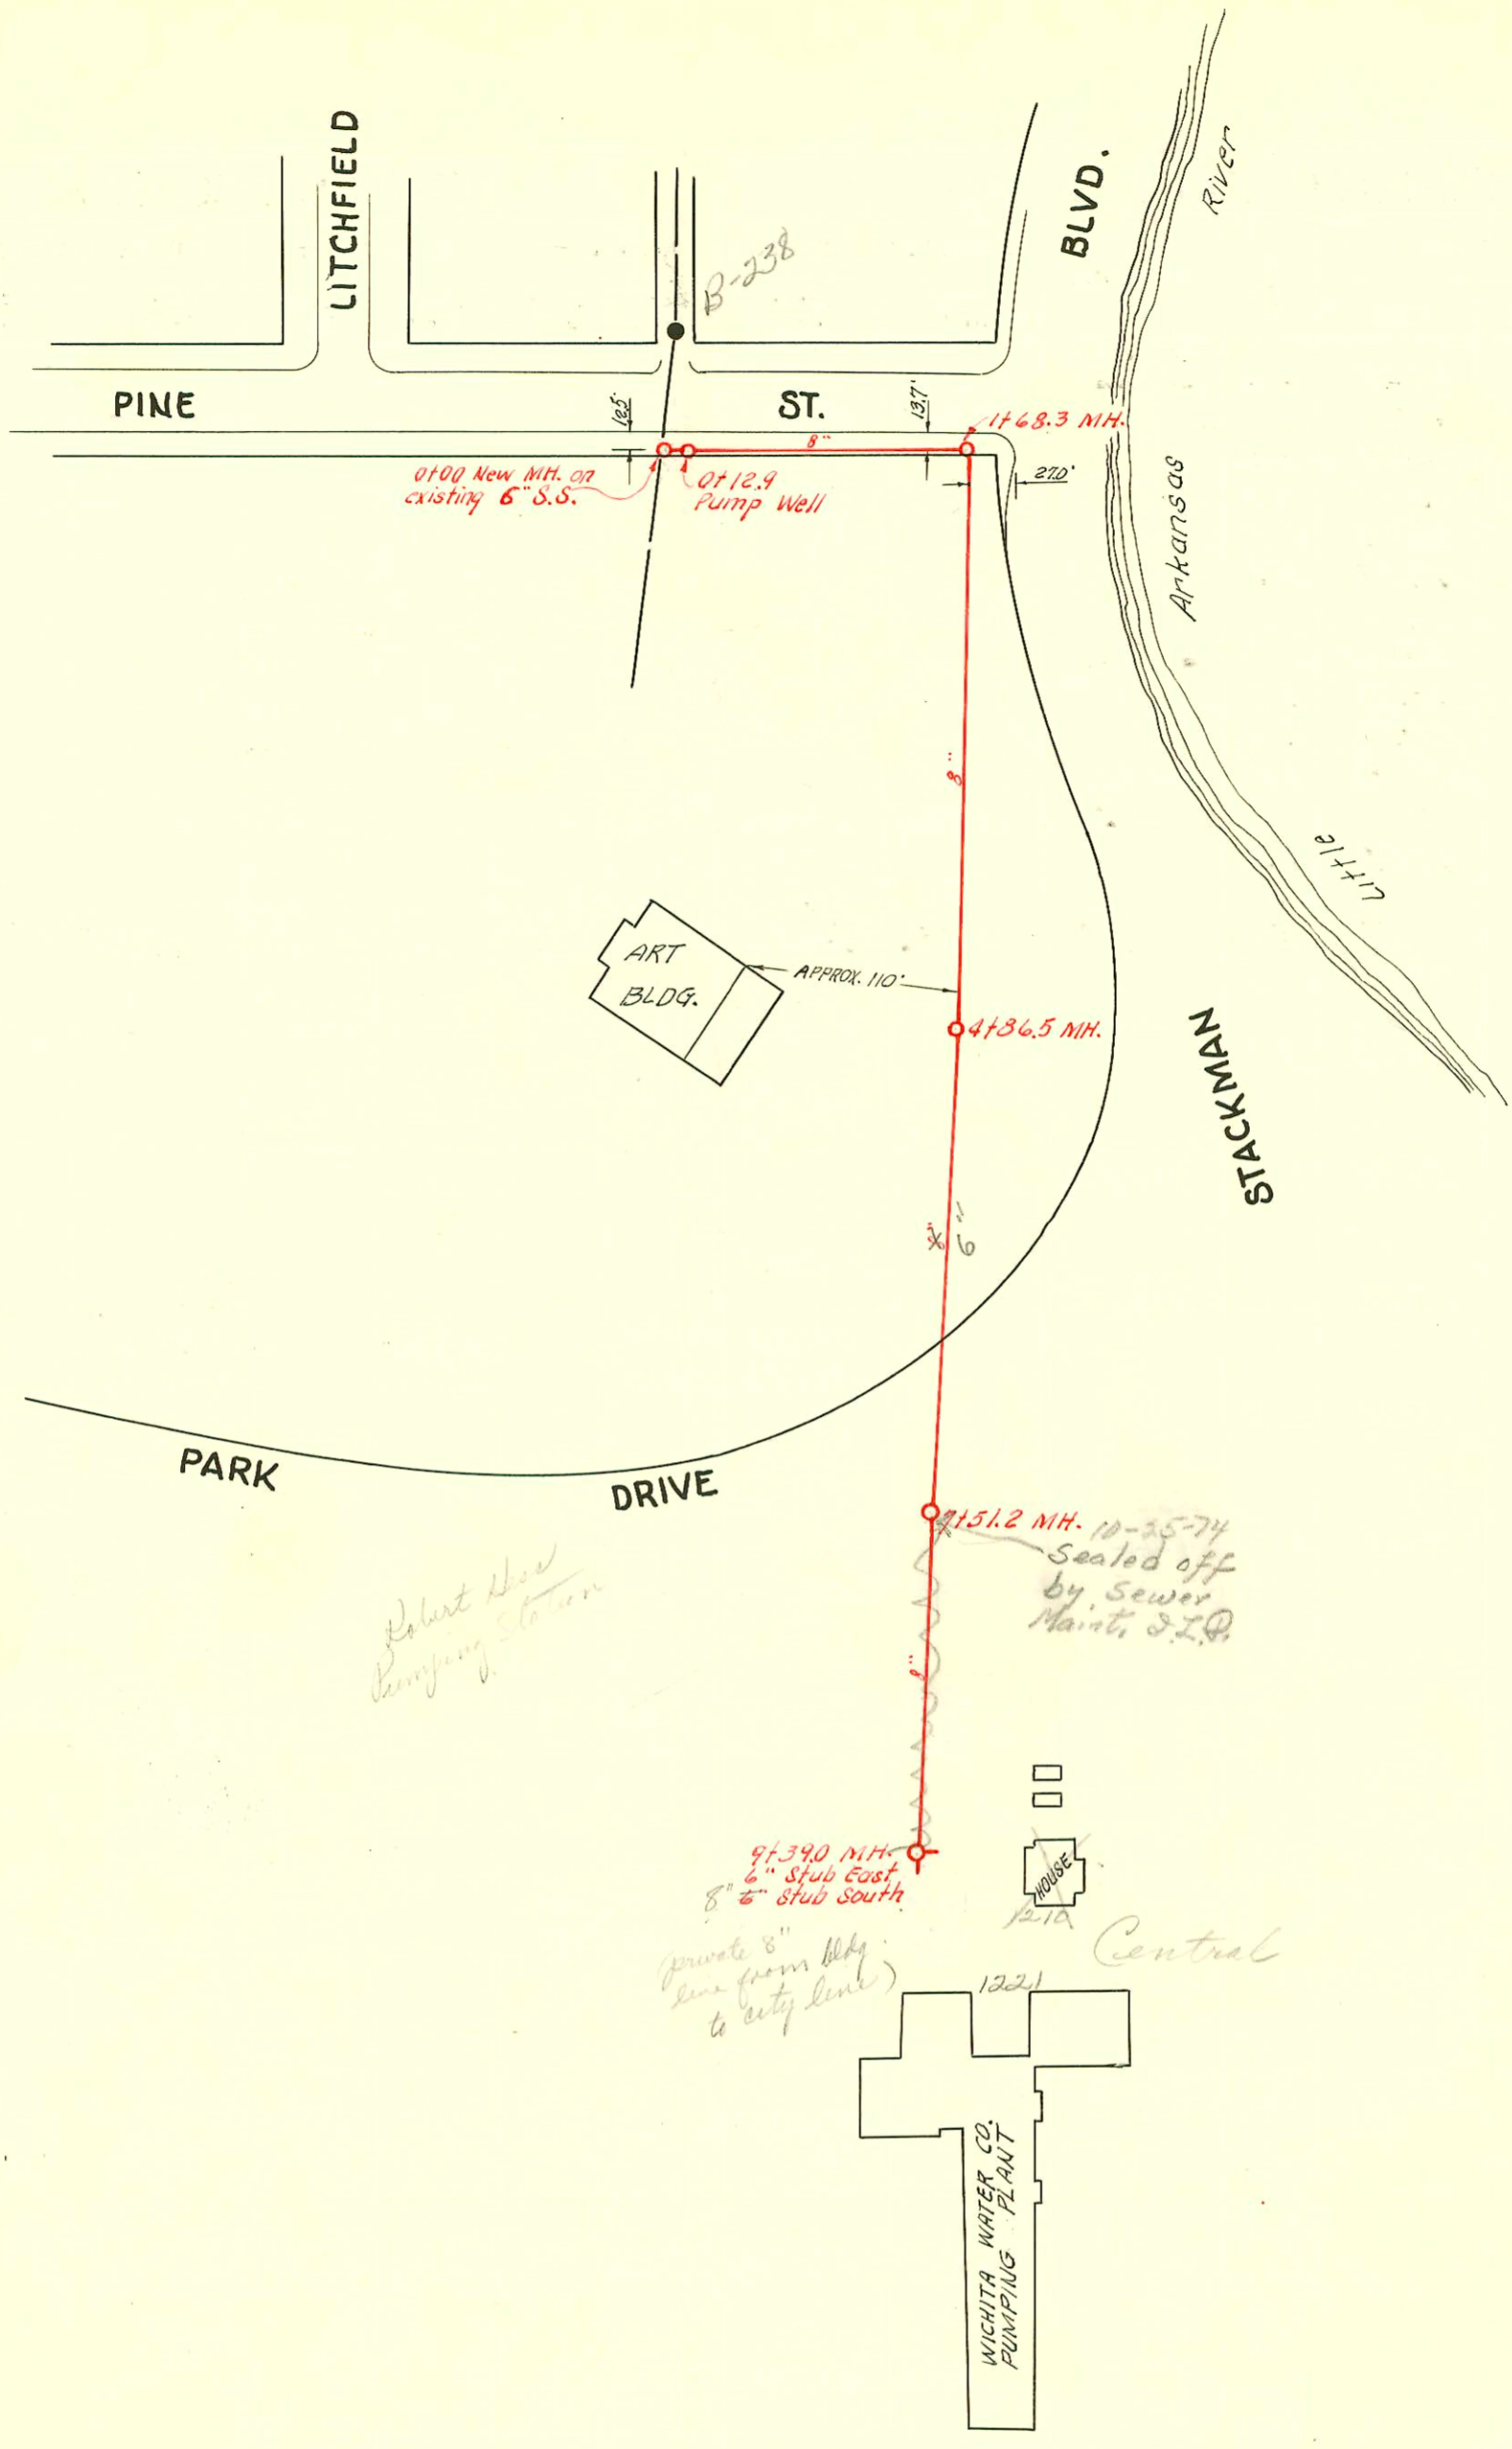 LITCHFIELD
BLVD.
River
B-238
PINE
ST.
12.5'
13.7'
1+68.3 MH.
8"
27.0'
0+00 New MH. on
existing 6" S.S.
0+12.9
Pump Well
Arkansas
8"
Little
ART
BLDG.
APPROX. 110'
4+86.5 MH.
STACKMAN
6"
PARK
DRIVE
7+51.2 MH. 10-25-74
Sealed off
by Sewer
Maint.
Robert
Pumping Station
8"
9+39.0 MH.
6" Stub East
8" 6" Stub South
HOUSE
1210
Central
private 8"
line from bldg.
to city line)
1221
WICHITA WATER CO.
PUMPING PLANT